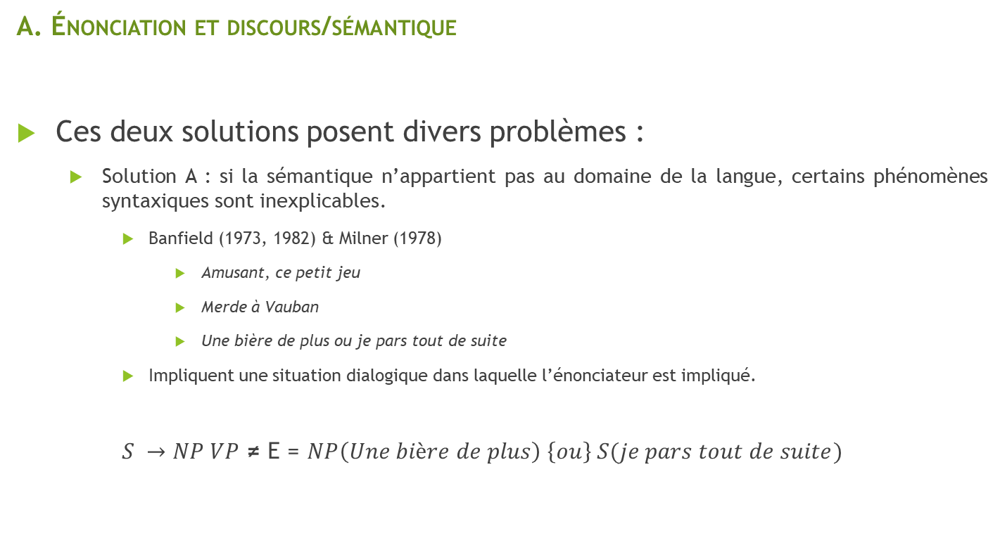 A. Énonciation et discours/sémantique
Ces deux solutions posent divers problèmes :
Solution A : si la sémantique n’appartient pas au domaine de la langue, certains phénomènes
syntaxiques sont inexplicables.
Banfield (1973, 1982) & Milner (1978)
Amusant, ce petit jeu
Merde à Vauban
Une bière de plus ou je pars tout de suite
Impliquent une situation dialogique dans laquelle l’énonciateur est impliqué.
S → NP VP ≠ E = NP(Une bière de plus) {ou} S(je pars tout de suite)